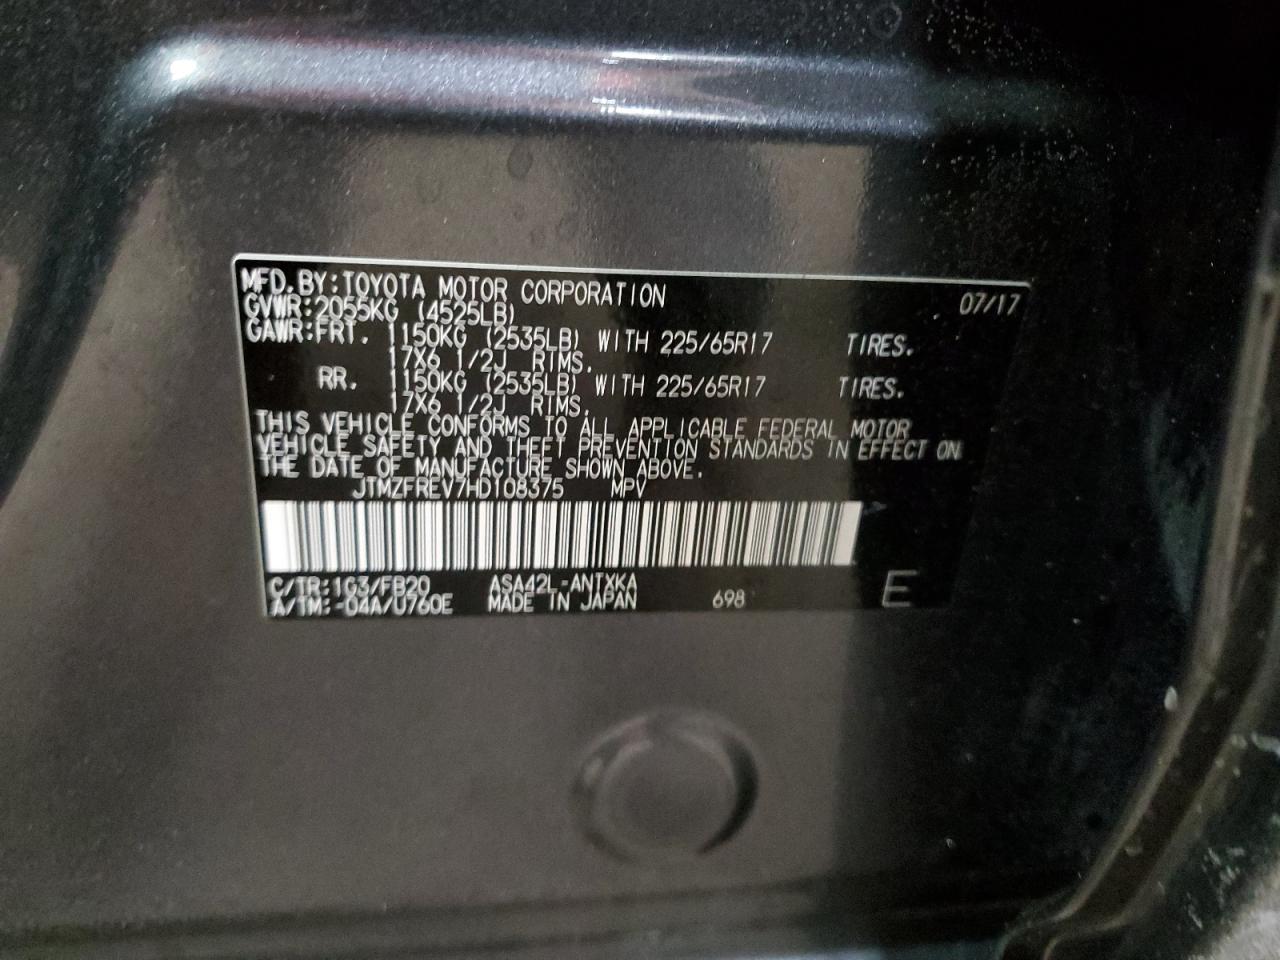 MFD.BY:TOYOTA MOTOR CORPORATION 07/17
GVWR:2055KG (4525LB)
GAWR:FRT. 1150KG (2535LB) WITH 225/65R17 TIRES.
17X6 1/2J RIMS.
RR. 1150KG (2535LB) WITH 225/65R17 TIRES.
17X6 1/2J RIMS.
THIS VEHICLE CONFORMS TO ALL APPLICABLE FEDERAL MOTOR
VEHICLE SAFETY AND THEFT PREVENTION STANDARDS IN EFFECT ON
THE DATE OF MANUFACTURE SHOWN ABOVE.
JTMZFREV7HD108375 MPV
C/TR:1G3/FB20 ASA42L-ANTXKA
A/TM:-04A/U760E MADE IN JAPAN 698 E